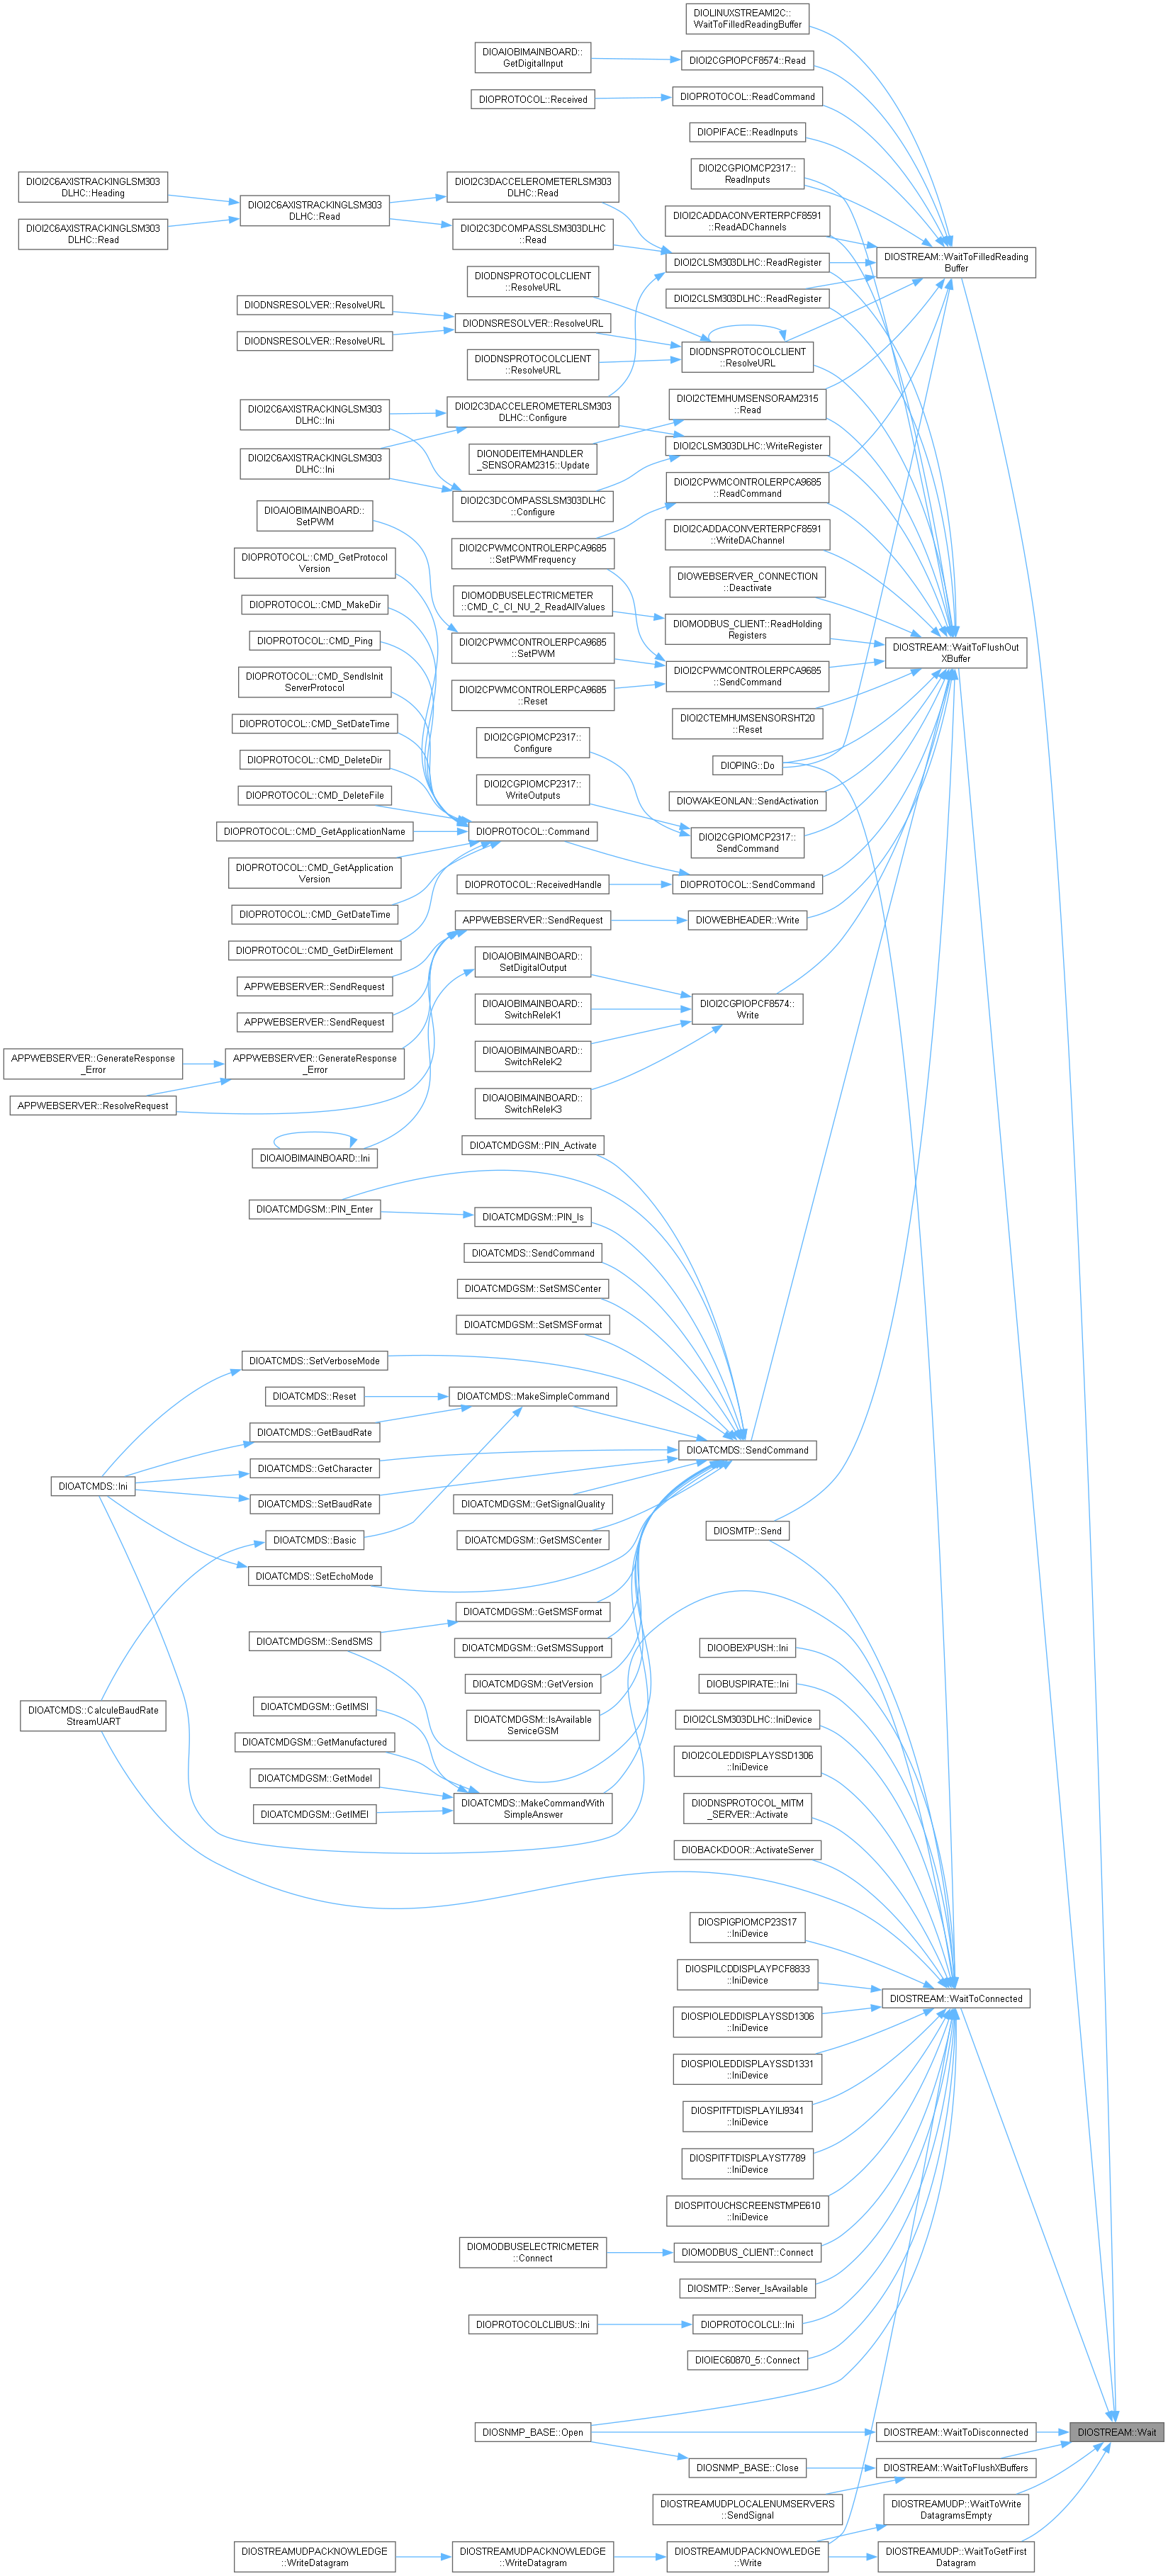 DIOLINUXSTREAMI2C::
WaitToFilledReadingBuffer
DIOAIOBIMAINBOARD::
GetDigitalInput
DIOI2CGPIOPCF8574::Read
DIOPROTOCOL::Received
DIOPROTOCOL::ReadCommand
DIOPIFACE::ReadInputs
DIOI2CGPIOMCP2317::
ReadInputs
DIOI2C6AXISTRACKINGLSM303
DLHC::Heading
DIOI2C6AXISTRACKINGLSM303
DLHC::Read
DIOI2C6AXISTRACKINGLSM303
DLHC::Read
DIOI2C3DACCELEROMETERLSM303
DLHC::Read
DIOI2C3DCOMPASSLSM303DLHC
::Read
DIOI2CADDACONVERTERPCF8591
::ReadADChannels
DIOI2CLSM303DLHC::ReadRegister
DIOSTREAM::WaitToFilledReading
Buffer
DIOI2CLSM303DLHC::ReadRegister
DIODNSPROTOCOLCLIENT
::ResolveURL
DIODNSRESOLVER::ResolveURL
DIODNSRESOLVER::ResolveURL
DIODNSRESOLVER::ResolveURL
DIODNSPROTOCOLCLIENT
::ResolveURL
DIODNSPROTOCOLCLIENT
::ResolveURL
DIOI2C6AXISTRACKINGLSM303
DLHC::Ini
DIOI2C3DACCELEROMETERLSM303
DLHC::Configure
DIOI2CTEMHUMSENSORAM2315
::Read
DIOI2C6AXISTRACKINGLSM303
DLHC::Ini
DIONODEITEMHANDLER
_SENSORAM2315::Update
DIOI2CLSM303DLHC::WriteRegister
DIOI2C3DCOMPASSLSM303DLHC
::Configure
DIOI2CPWMCONTROLERPCA9685
::ReadCommand
DIOAIOBIMAINBOARD::
SetPWM
DIOI2CPWMCONTROLERPCA9685
::SetPWMFrequency
DIOI2CADDACONVERTERPCF8591
::WriteDAChannel
DIOPROTOCOL::CMD_GetProtocol
Version
DIOPROTOCOL::CMD_MakeDir
DIOMODBUSELECTRICMETER
::CMD_C_CI_NU_2_ReadAllValues
DIOWEBSERVER_CONNECTION
::Deactivate
DIOMODBUS_CLIENT::ReadHolding
Registers
DIOSTREAM::WaitToFlushOut
XBuffer
DIOPROTOCOL::CMD_Ping
DIOI2CPWMCONTROLERPCA9685
::SetPWM
DIOI2CPWMCONTROLERPCA9685
::SendCommand
DIOPROTOCOL::CMD_SendIsInit
ServerProtocol
DIOI2CPWMCONTROLERPCA9685
::Reset
DIOI2CTEMHUMSENSORSHT20
::Reset
DIOPROTOCOL::CMD_SetDateTime
DIOI2CGPIOMCP2317::
Configure
DIOPROTOCOL::CMD_DeleteDir
DIOPING::Do
DIOI2CGPIOMCP2317::
WriteOutputs
DIOPROTOCOL::CMD_DeleteFile
DIOWAKEONLAN::SendActivation
DIOPROTOCOL::CMD_GetApplicationName
DIOPROTOCOL::Command
DIOI2CGPIOMCP2317::
SendCommand
DIOPROTOCOL::CMD_GetApplication
Version
DIOPROTOCOL::ReceivedHandle
DIOPROTOCOL::SendCommand
DIOPROTOCOL::CMD_GetDateTime
APPWEBSERVER::SendRequest
DIOWEBHEADER::Write
DIOPROTOCOL::CMD_GetDirElement
DIOAIOBIMAINBOARD::
SetDigitalOutput
APPWEBSERVER::SendRequest
DIOAIOBIMAINBOARD::
SwitchReleK1
DIOI2CGPIOPCF8574::
Write
APPWEBSERVER::SendRequest
DIOAIOBIMAINBOARD::
SwitchReleK2
APPWEBSERVER::GenerateResponse
_Error
APPWEBSERVER::GenerateResponse
_Error
DIOAIOBIMAINBOARD::
SwitchReleK3
APPWEBSERVER::ResolveRequest
DIOAIOBIMAINBOARD::Ini
DIOATCMDGSM::PIN_Activate
DIOATCMDGSM::PIN_Enter
DIOATCMDGSM::PIN_Is
DIOATCMDS::SendCommand
DIOATCMDGSM::SetSMSCenter
DIOATCMDGSM::SetSMSFormat
DIOATCMDS::SetVerboseMode
DIOATCMDS::Reset
DIOATCMDS::MakeSimpleCommand
DIOATCMDS::GetBaudRate
DIOATCMDS::SendCommand
DIOATCMDS::GetCharacter
DIOATCMDS::Ini
DIOATCMDS::SetBaudRate
DIOATCMDGSM::GetSignalQuality
DIOATCMDS::Basic
DIOATCMDGSM::GetSMSCenter
DIOSMTP::Send
DIOATCMDS::SetEchoMode
DIOATCMDGSM::GetSMSFormat
DIOATCMDGSM::SendSMS
DIOATCMDGSM::GetSMSSupport
DIOOBEXPUSH::Ini
DIOATCMDGSM::GetVersion
DIOBUSPIRATE::Ini
DIOATCMDS::CalculeBaudRate
StreamUART
DIOATCMDGSM::GetIMSI
DIOATCMDGSM::IsAvailable
ServiceGSM
DIOI2CLSM303DLHC::IniDevice
DIOATCMDGSM::GetManufactured
DIOI2COLEDDISPLAYSSD1306
::IniDevice
DIOATCMDGSM::GetModel
DIOATCMDGSM::GetIMEI
DIOATCMDS::MakeCommandWith
SimpleAnswer
DIODNSPROTOCOL_MITM
_SERVER::Activate
DIOBACKDOOR::ActivateServer
DIOSPIGPIOMCP23S17
::IniDevice
DIOSPILCDDISPLAYPCF8833
::IniDevice
DIOSTREAM::WaitToConnected
DIOSPIOLEDDISPLAYSSD1306
::IniDevice
DIOSPIOLEDDISPLAYSSD1331
::IniDevice
DIOSPITFTDISPLAYILI9341
::IniDevice
DIOSPITFTDISPLAYST7789
::IniDevice
DIOSPITOUCHSCREENSTMPE610
::IniDevice
DIOMODBUSELECTRICMETER
::Connect
DIOMODBUS_CLIENT::Connect
DIOSMTP::Server_IsAvailable
DIOPROTOCOLCLIBUS::Ini
DIOPROTOCOLCLI::Ini
DIOIEC60870_5::Connect
DIOSNMP_BASE::Open
DIOSTREAM::WaitToDisconnected
DIOSTREAM::Wait
DIOSNMP_BASE::Close
DIOSTREAM::WaitToFlushXBuffers
DIOSTREAMUDPLOCALENUMSERVERS
::SendSignal
DIOSTREAMUDP::WaitToWrite
DatagramsEmpty
DIOSTREAMUDPACKNOWLEDGE
::WriteDatagram
DIOSTREAMUDPACKNOWLEDGE
::WriteDatagram
DIOSTREAMUDPACKNOWLEDGE
::Write
DIOSTREAMUDP::WaitToGetFirst
Datagram